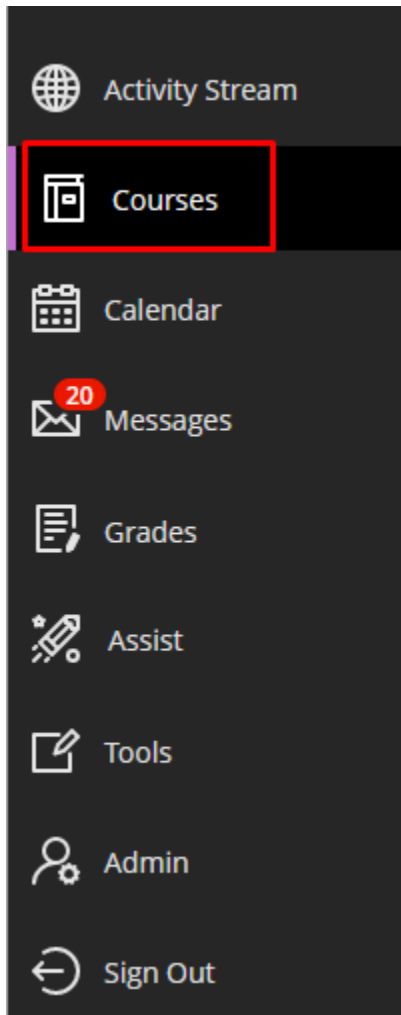 Activity Stream
Courses
Calendar
20
Messages
Grades
Assist
Tools
Admin
Sign Out